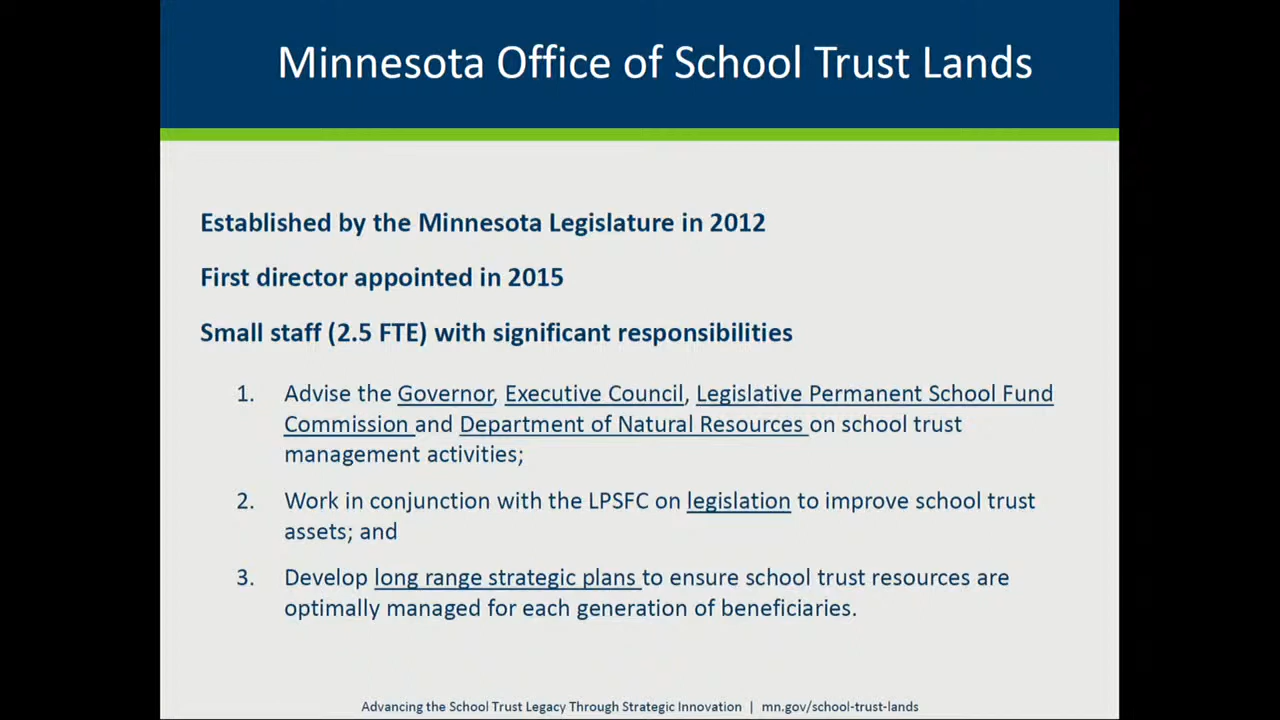 Minnesota Office of School Trust Lands
Established by the Minnesota Legislature in 2012
First director appointed in 2015
Small staff (2.5 FTE) with significant responsibilities
1. Advise the Governor, Executive Council, Legislative Permanent School Fund
Commission and Department of Natural Resources on school trust
management activities;
2. Work in conjunction with the LPSFC on legislation to improve school trust
assets; and
3. Develop long range strategic plans to ensure school trust resources are
optimally managed for each generation of beneficiaries.
Advancing the School Trust Legacy Through Strategic Innovation | mn.gov/school-trust-lands